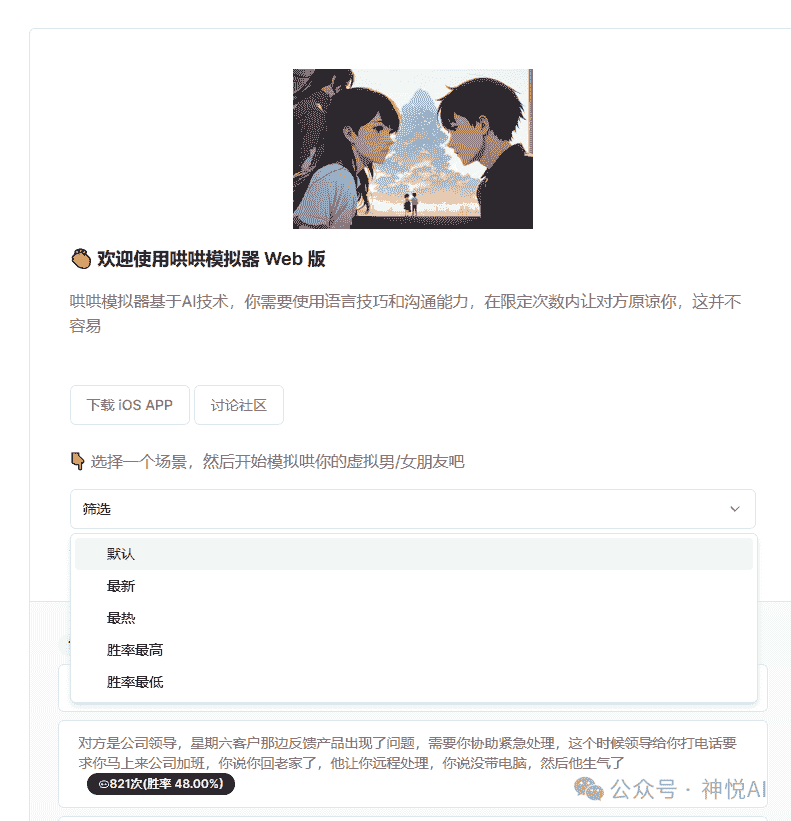 欢迎使用哄哄模拟器 Web 版
哄哄模拟器基于AI技术，你需要使用语言技巧和沟通能力，在限定次数内让对方原谅你，这并不
容易
下载 iOS APP
讨论社区
选择一个场景，然后开始模拟哄你的虚拟男/女朋友吧
筛选
默认
最新
最热
胜率最高
胜率最低
对方是公司领导，星期六客户那边反馈产品出现了问题，需要你协助紧急处理，这个时候领导给你打电话要
求你马上来公司加班，你说你回老家了，他让你远程处理，你说没带电脑，然后他生气了
821次(胜率 48.00%)
公众号 · 神悦AI